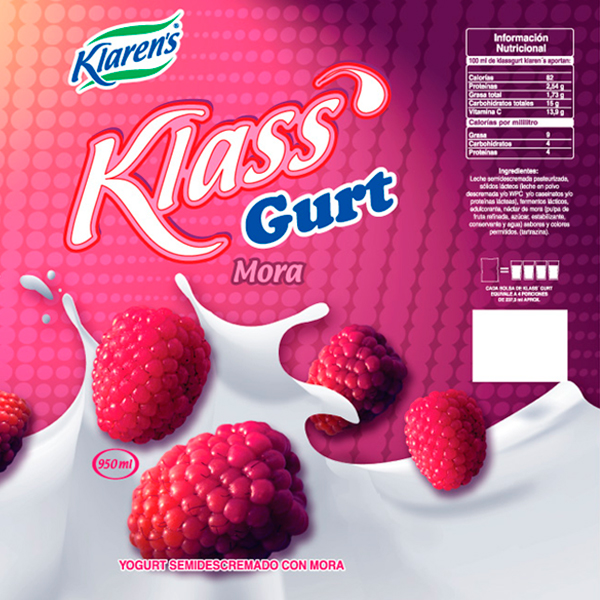 Klaren's
Klass'
Gurt
Mora
950 ml
YOGURT SEMIDESCREMADO CON MORA
Información
Nutricional
100 ml de klassgurt klaren´s aportan:
Calorías 82
Proteínas 2,54 g
Grasa total 1,73 g
Carbohidratos totales 15 g
Vitamina C 13,9 g
Calorías por mililitro
Grasa 9
Carbohidratos 4
Proteínas 4
Ingredientes:
Leche semidescremada pasteurizada,
sólidos lácteos (leche en polvo
descremada y/o WPC y/o caseinatos y/o
proteínas lácteas), fermentos lácticos,
adulcorante, néctar de mora (pulpa de
fruta refinada, azúcar, estabilizante,
conservante y agua) sabores y colores
permitidos. (tartrazina).
=
CADA BOLSA DE KLASS´ GURT
EQUIVALE A 4 PORCIONES
DE 237,5 ml APROX.